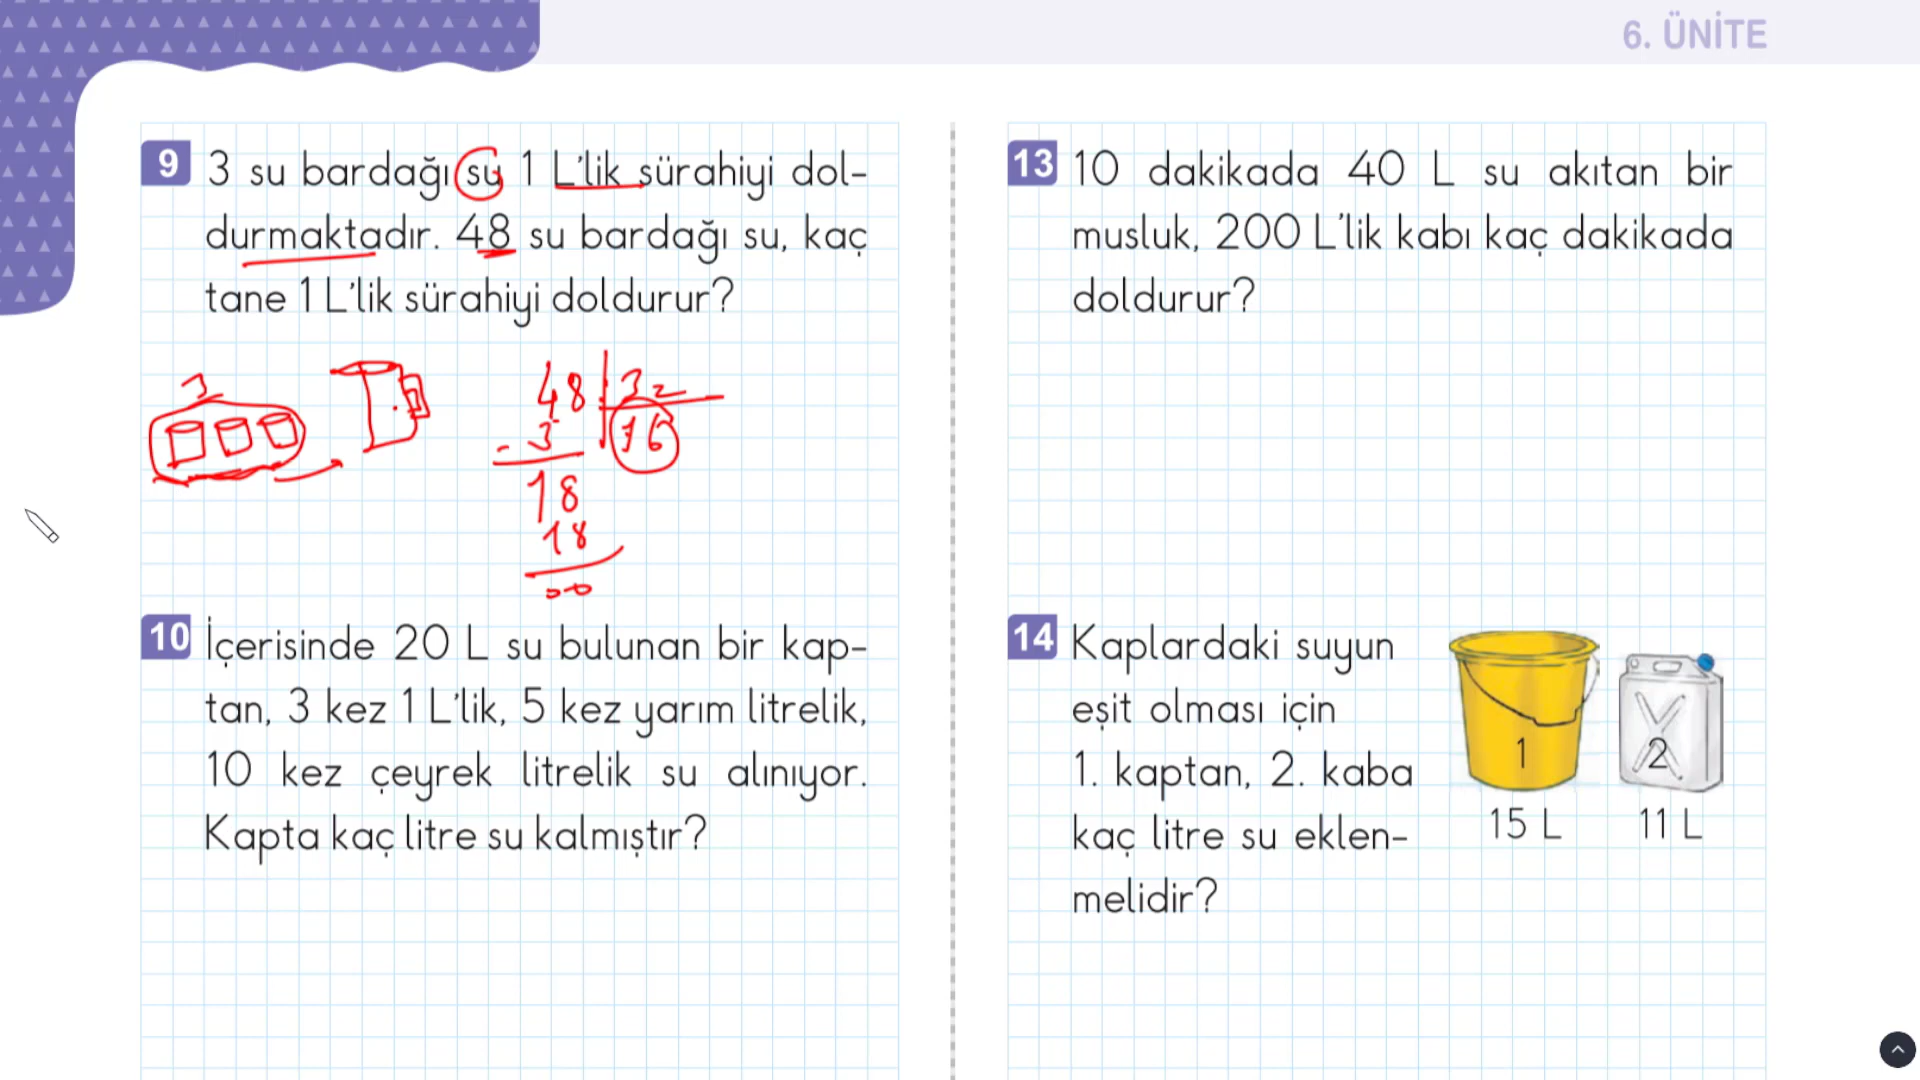 6. ÜNİTE
9 3 su bardağı su 1 L'lik sürahiyi dol-
durmaktadır. 48 su bardağı su, kaç
tane 1 L'lik sürahiyi doldurur?
3
48 3
16
- 3
18
18
00
10 İçerisinde 20 L su bulunan bir kap-
tan, 3 kez 1 L'lik, 5 kez yarım litrelik,
10 kez çeyrek litrelik su alınıyor.
Kapta kaç litre su kalmıştır?
13 10 dakikada 40 L su akıtan bir
musluk, 200 L'lik kabı kaç dakikada
doldurur?
14 Kaplardaki suyun
eşit olması için
1. kaptan, 2. kaba
kaç litre su eklen-
melidir?
1 2
15 L 11 L